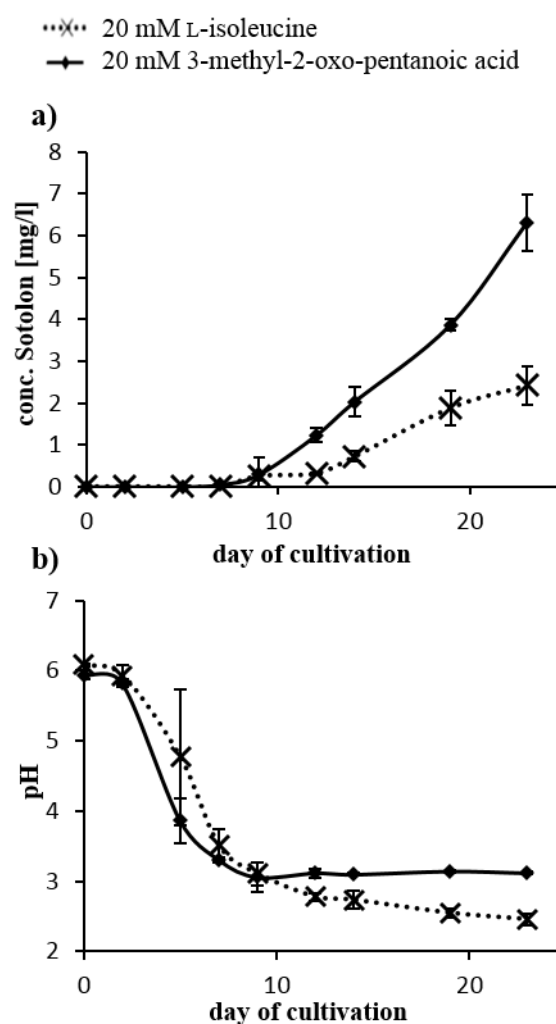 20 mM L-isoleucine
20 mM 3-methyl-2-oxo-pentanoic acid
a)
8
7
6
5
4
3
2
1
0
conc. Sotolon [mg/l]
0 10 20
day of cultivation
b)
7
6
5
4
3
2
pH
0 10 20
day of cultivation